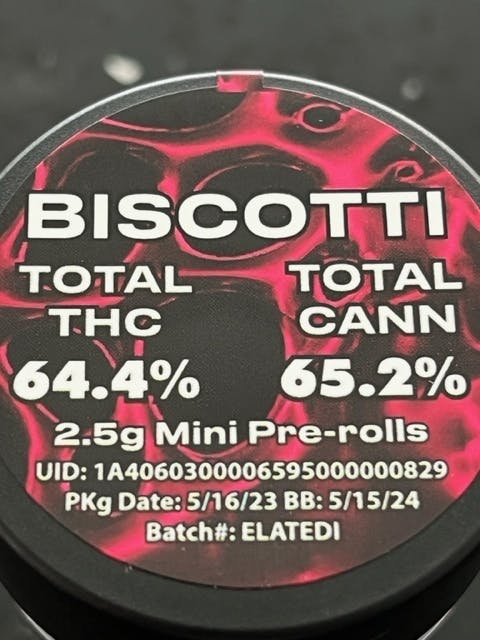 BISCOTTI
TOTAL THC
TOTAL CANN
64.4% 65.2%
2.5g Mini Pre-rolls
UID: 1A4060300006595000000829
PKg Date: 5/16/23 BB: 5/15/24
Batch#: ELATEDI